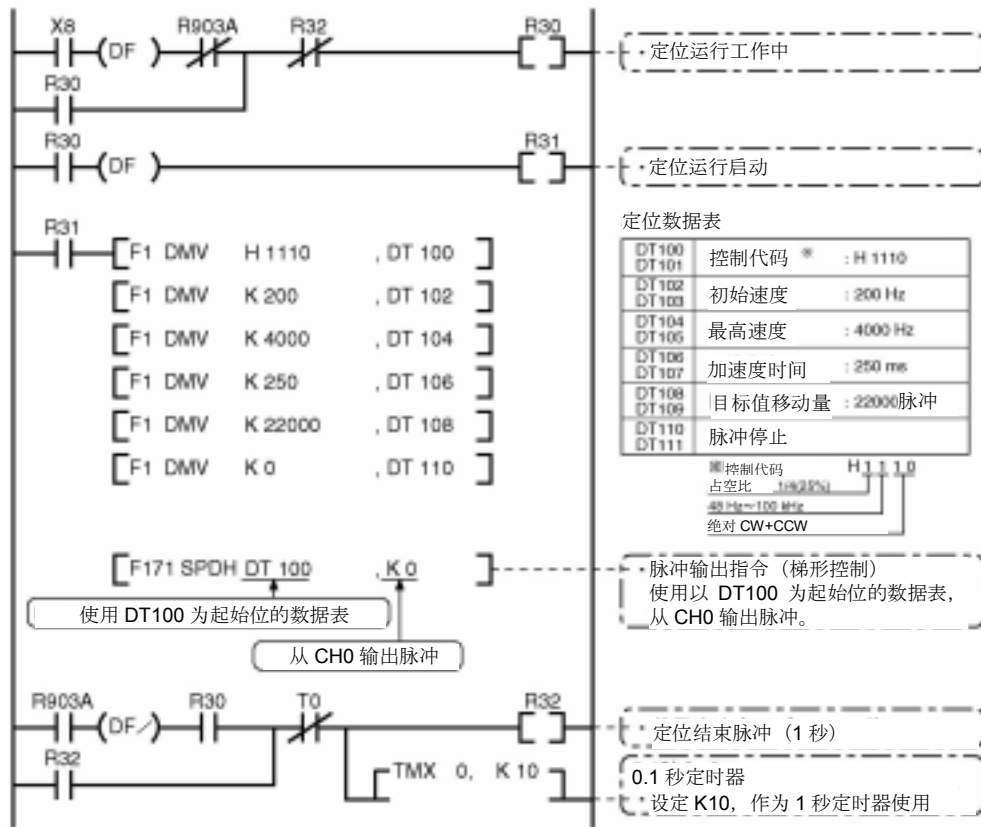 X8 R903A R32 R30
(DF )
定位运行工作中
R30
R30 R31
(DF )
定位运行启动
R31
F1 DMV H 1110 , DT 100
F1 DMV K 200 , DT 102
F1 DMV K 4000 , DT 104
F1 DMV K 250 , DT 106
F1 DMV K 22000 , DT 108
F1 DMV K 0 , DT 110
定位数据表
DT100 DT101 控制代码 ※ : H 1110
DT102 DT103 初始速度 : 200 Hz
DT104 DT105 最高速度 : 4000 Hz
DT106 DT107 加速度时间 : 250 ms
DT108 DT109 目标值移动量 : 22000脉冲
DT110 DT111 脉冲停止
※控制代码 H 1 1 1 0
占空比 1/4(25%)
48 Hz~100 kHz
绝对 CW+CCW
F171 SPDH DT 100 , K 0
使用 DT100 为起始位的数据表
从 CH0 输出脉冲
脉冲输出指令（梯形控制）
使用以 DT100 为起始位的数据表,
从 CH0 输出脉冲。
R903A R30 T0 R32
(DF/)
定位结束脉冲（1 秒）
R32
TMX 0, K 10
0.1 秒定时器
设定 K10，作为 1 秒定时器使用